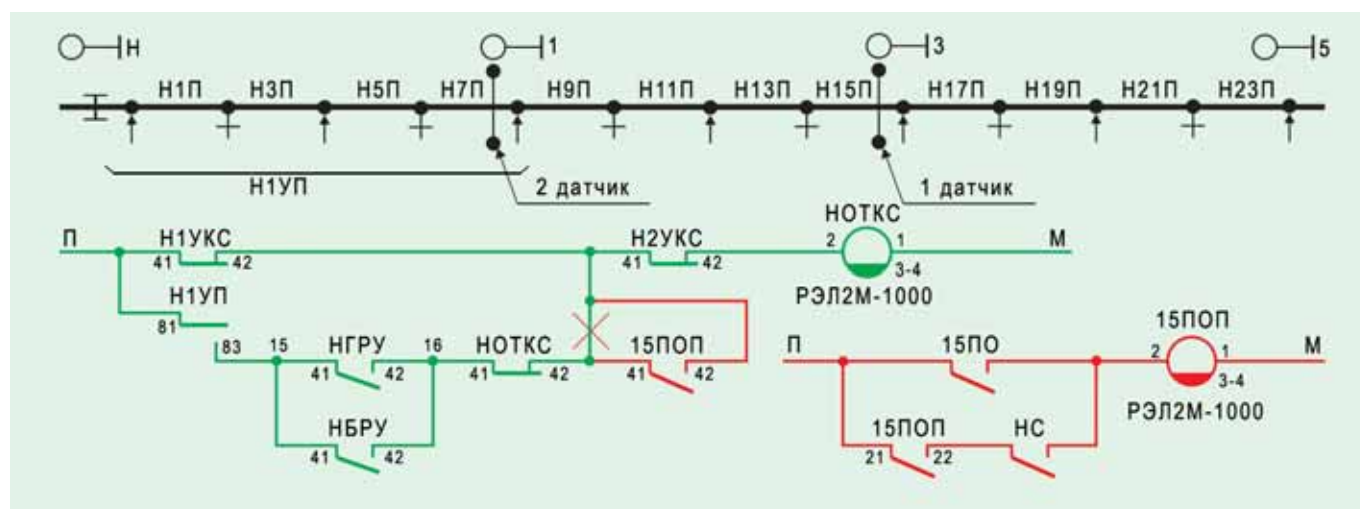 Н 1 3 5
Н1П Н3П Н5П Н7П Н9П Н11П Н13П Н15П Н17П Н19П Н21П Н23П
Н1УП 2 датчик 1 датчик
НОТКС
П Н1УКС Н2УКС 2 1 М
41 42 41 42 3-4
Н1УП РЭЛ2М-1000
81 15ПОП
83 15 НГРУ 16 НОТКС 15ПОП П 15ПО 2 1 М
41 42 41 42 41 42 3-4
РЭЛ2М-1000
НБРУ 15ПОП НС
41 42 21 22